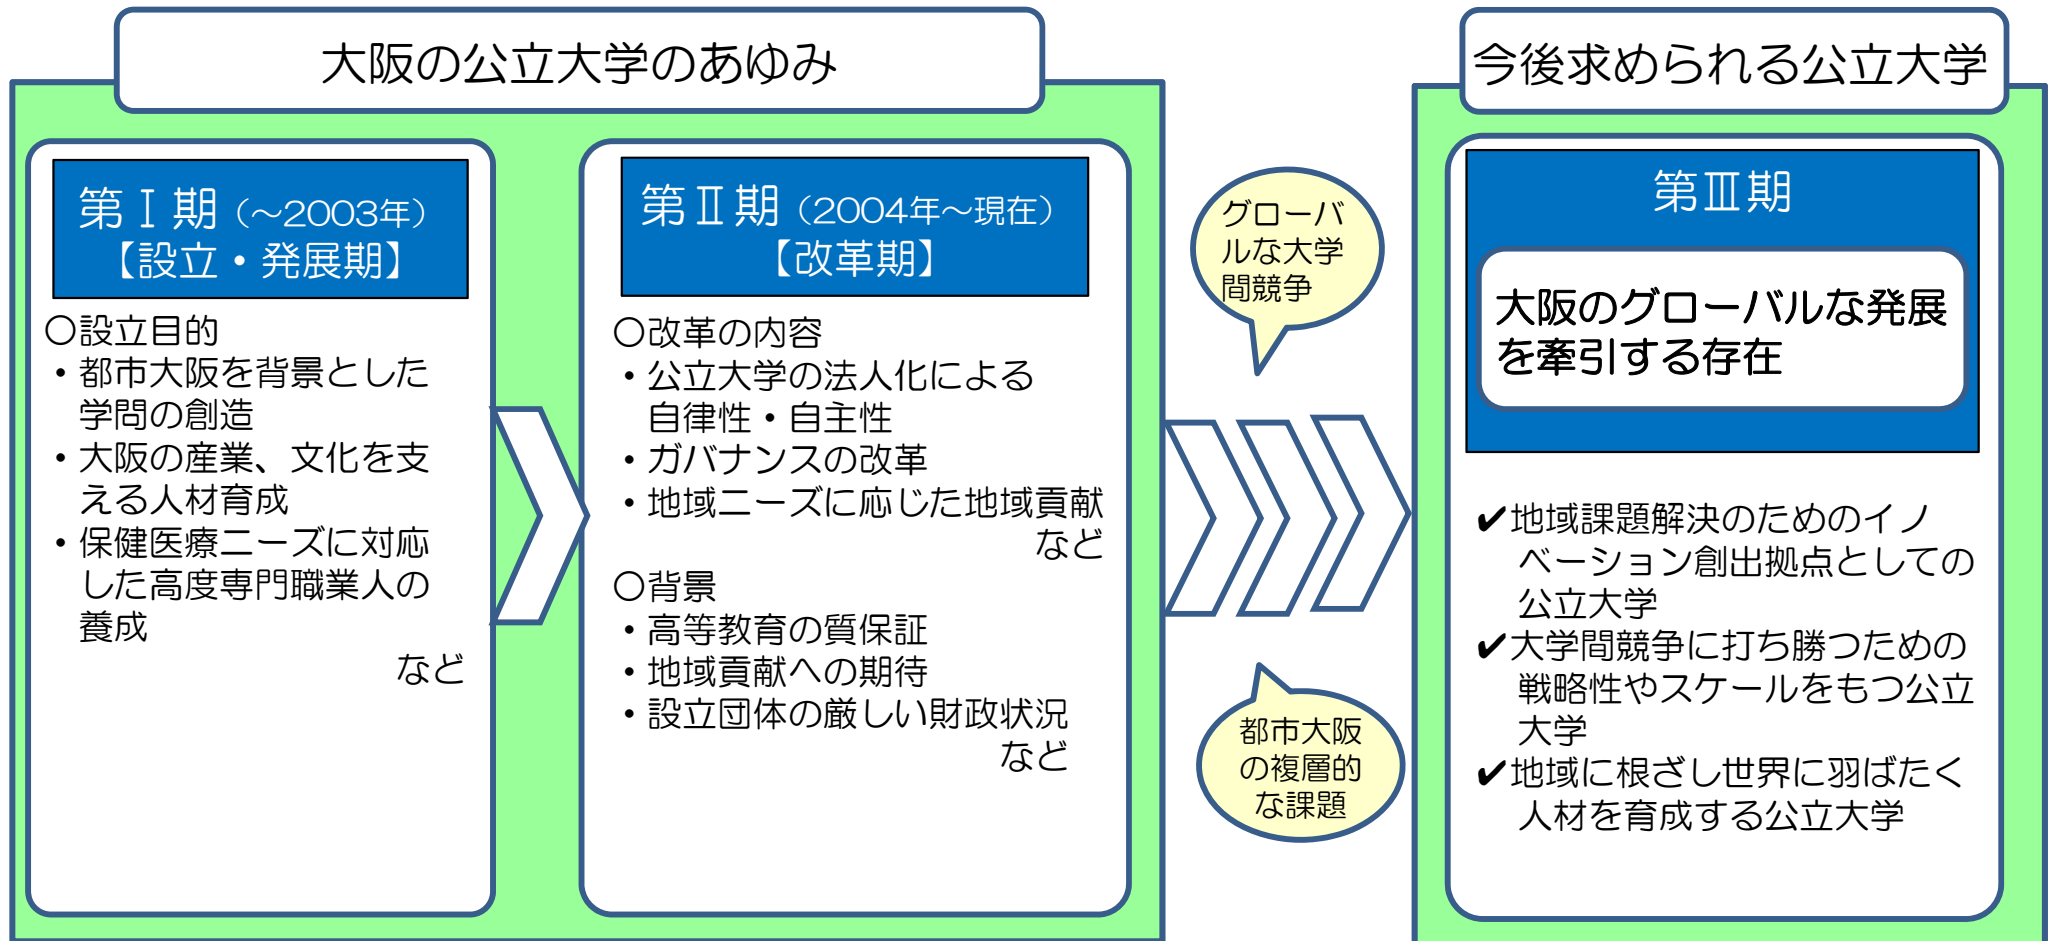 大阪の公立大学のあゆみ
第Ⅰ期（～2003年）
【設立・発展期】
〇設立目的
・都市大阪を背景とした
学問の創造
・大阪の産業、文化を支
える人材育成
・保健医療ニーズに対応
した高度専門職業人の
養成
など
第Ⅱ期（2004年～現在）
【改革期】
〇改革の内容
・公立大学の法人化による
自律性・自主性
・ガバナンスの改革
・地域ニーズに応じた地域貢献
など
〇背景
・高等教育の質保証
・地域貢献への期待
・設立団体の厳しい財政状況
など
グローバ
ルな大学
間競争
都市大阪
の複層的
な課題
今後求められる公立大学
第Ⅲ期
大阪のグローバルな発展
を牽引する存在
✔地域課題解決のためのイノ
ベーション創出拠点としての
公立大学
✔大学間競争に打ち勝つための
戦略性やスケールをもつ公立
大学
✔地域に根ざし世界に羽ばたく
人材を育成する公立大学